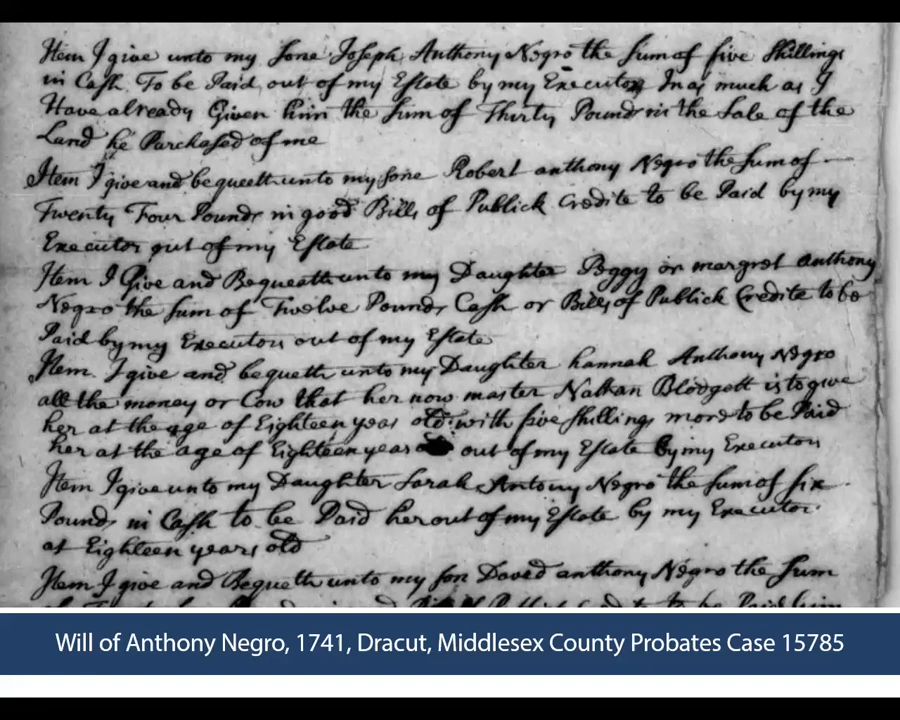 Item I give unto my Sone Joseph Anthony Negro the Sum of five Shillings
in Cash To be Paid out of my Estate by my Executor In as much as I
Have already Given him the Sum of Thirty Pounds in the Sale of the
Land he Purchased of me
Item I give and bequeeth unto my sone Robert anthony Negro the Sum of
Twenty Four Pounds in good Bills of Publick Credite to be Paid by my
Executor out of my Estate
Item I Give and Bequeath unto my Daughter Peggy or margret Anthony
Negro the Sum of Twelve Pounds Cash or Bills of Publick Credite to be
Paid by my Executors out of my Estate
Item I give and bequeth unto my Daughter hannah Anthony Negro
all the money or Cow that her now master Nathan Blodgett is to give
her at the age of Eighteen years old with five shillings more to be Paid
her at the age of Eighteen years out of my Estate by my Executors
Item I give unto my Daughter Sarah Antony Negro the sum of six
Pounds in Cash to be Paid her out of my Estate by my Executor
at Eighteen years old
Item I give and Bequeth unto my son David anthony Negro the Sum
Will of Anthony Negro, 1741, Dracut, Middlesex County Probates Case 15785